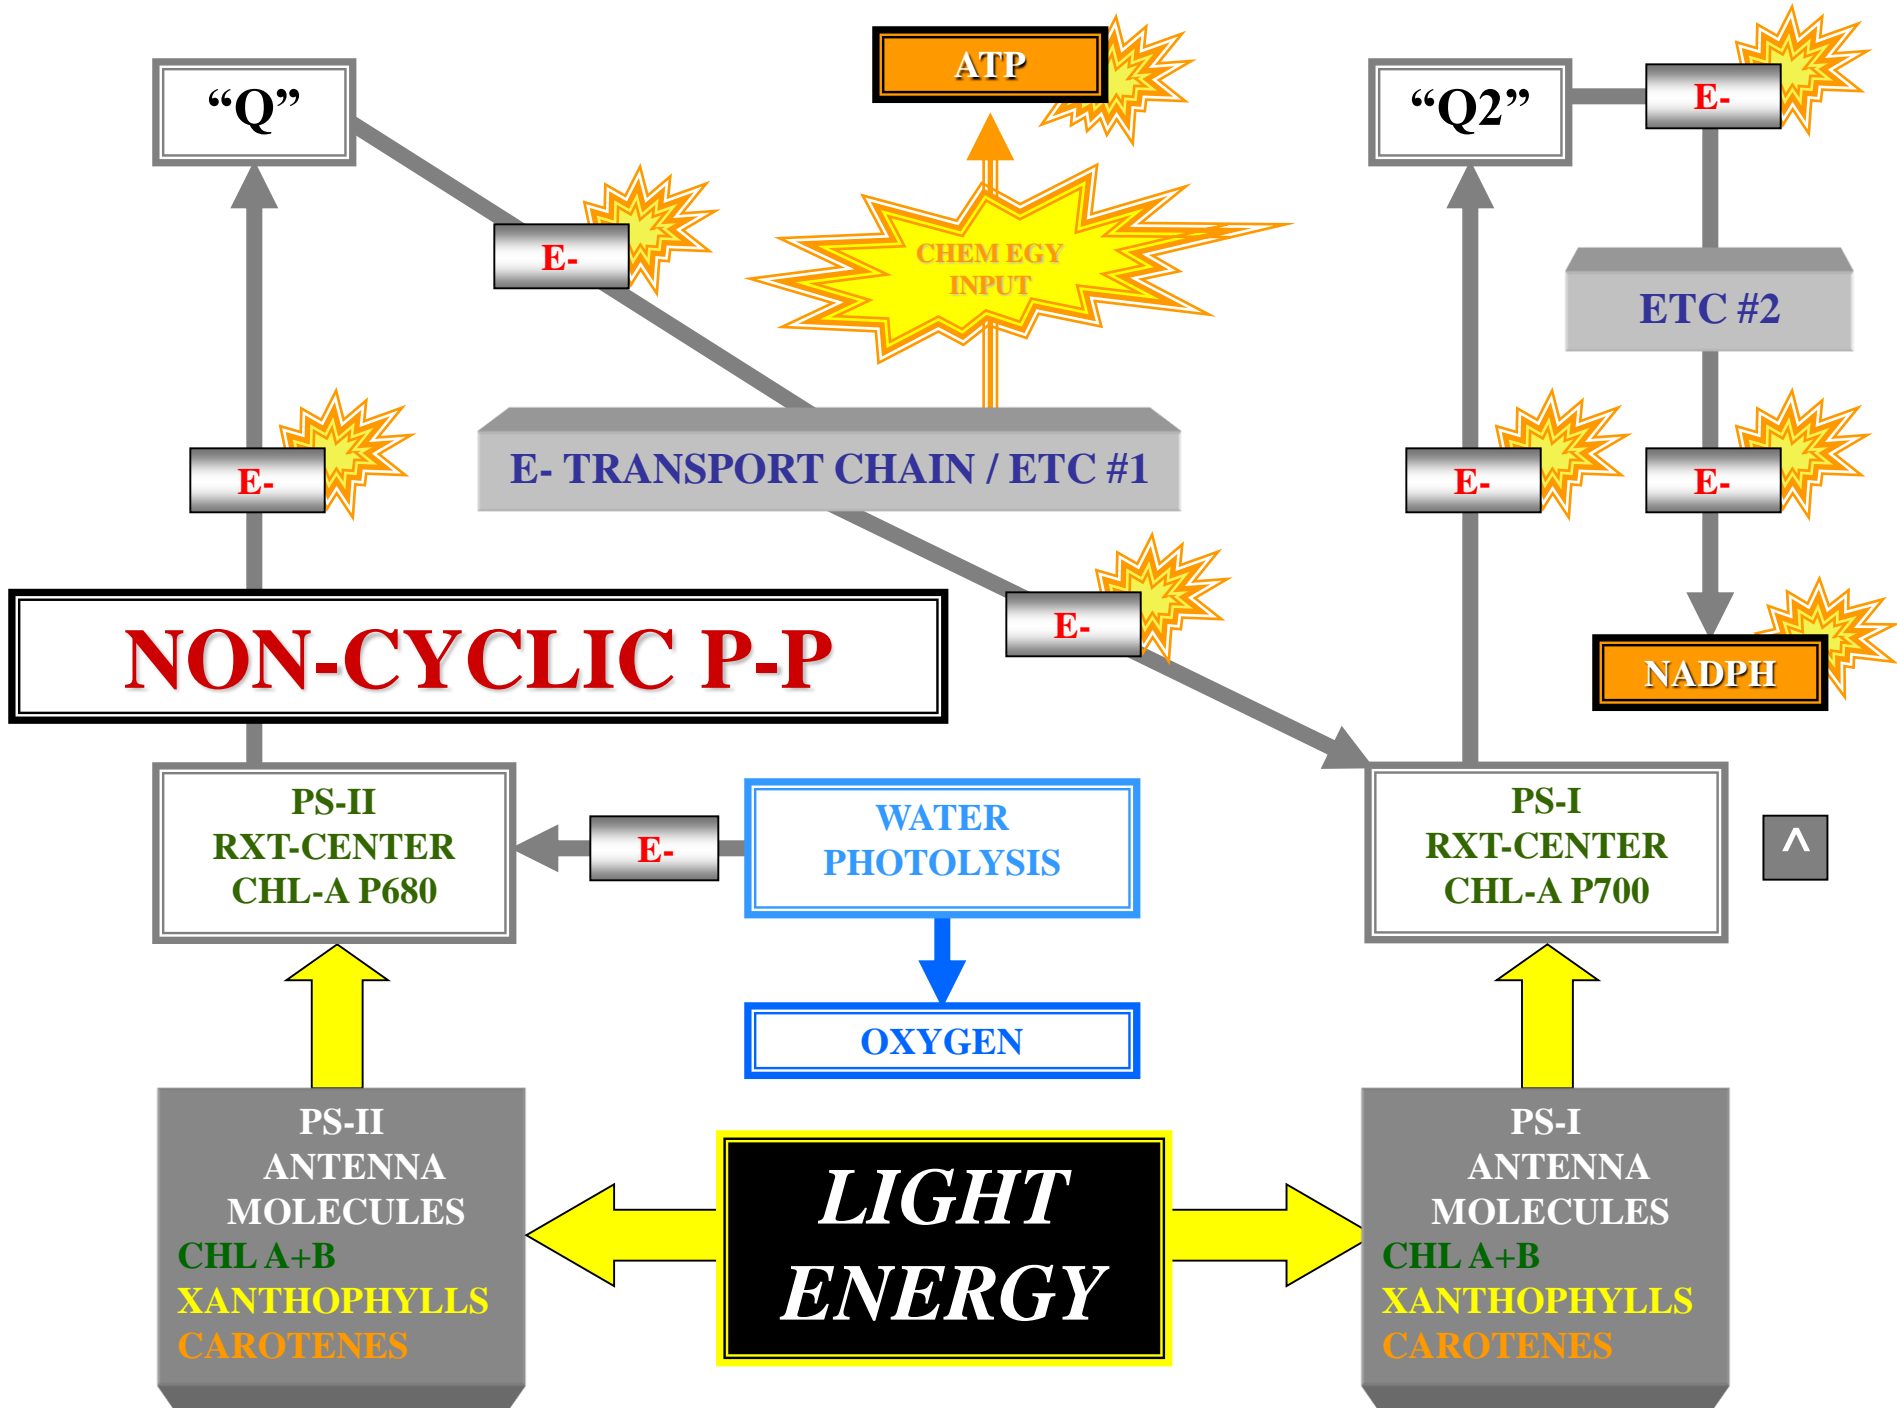 ATP
“Q”
“Q2”
E-
E-
CHEM EGY
INPUT
ETC #2
E- TRANSPORT CHAIN / ETC #1
E-
E-
E-
E-
NON-CYCLIC P-P
NADPH
PS-II
RXT-CENTER
CHL-A P680
E-
WATER
PHOTOLYSIS
PS-I
RXT-CENTER
CHL-A P700
^
OXYGEN
PS-II
ANTENNA
MOLECULES
CHL A+B
XANTHOPHYLLS
CAROTENES
LIGHT
ENERGY
PS-I
ANTENNA
MOLECULES
CHL A+B
XANTHOPHYLLS
CAROTENES